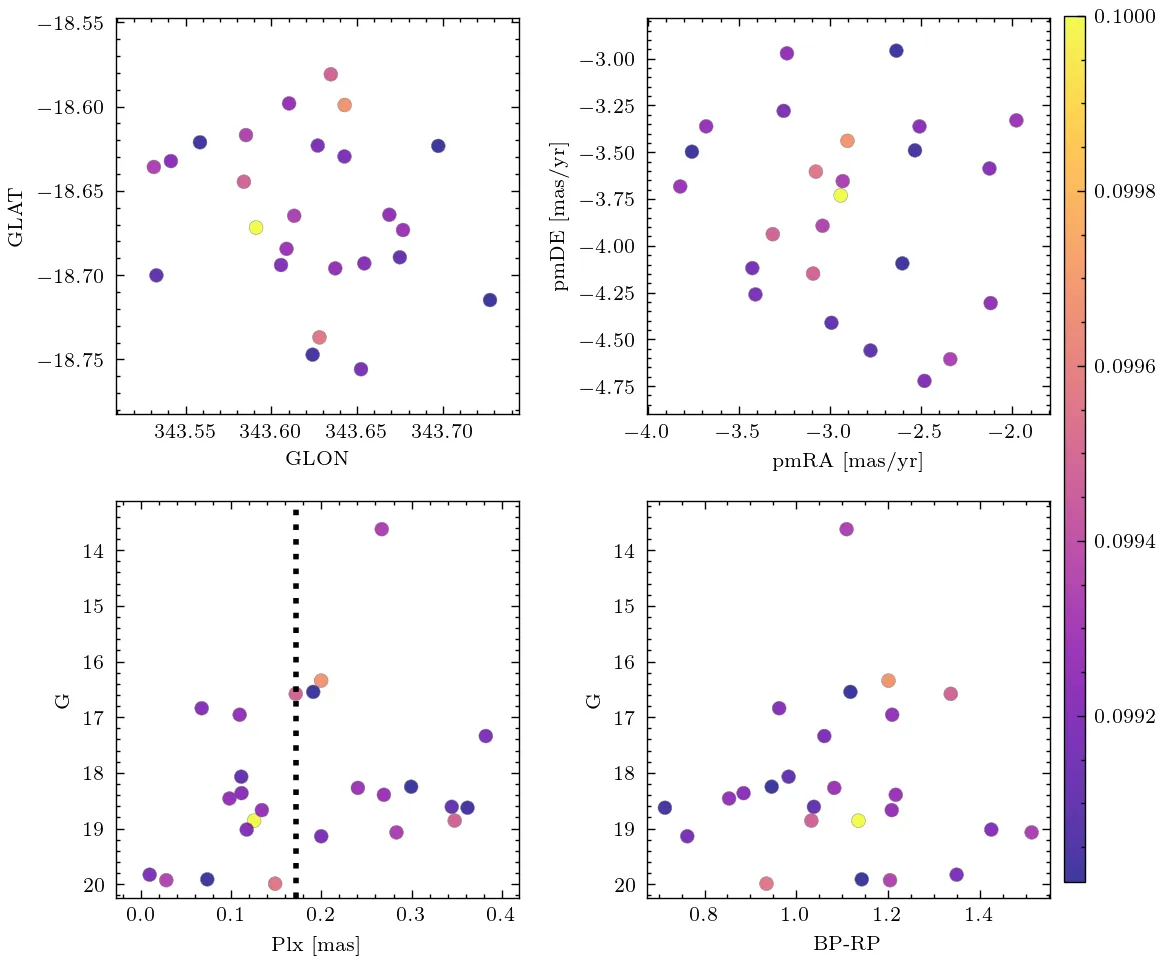 −18.55
−18.60
−18.65
−18.70
−18.75
GLAT
343.55 343.60 343.65 343.70
GLON
−3.00
−3.25
−3.50
−3.75
−4.00
−4.25
−4.50
−4.75
pmDE [mas/yr]
−4.0 −3.5 −3.0 −2.5 −2.0
pmRA [mas/yr]
0.1000
0.0998
0.0996
0.0994
0.0992
14
15
16
17
18
19
20
G
0.0 0.1 0.2 0.3 0.4
Plx [mas]
14
15
16
17
18
19
20
G
0.8 1.0 1.2 1.4
BP-RP